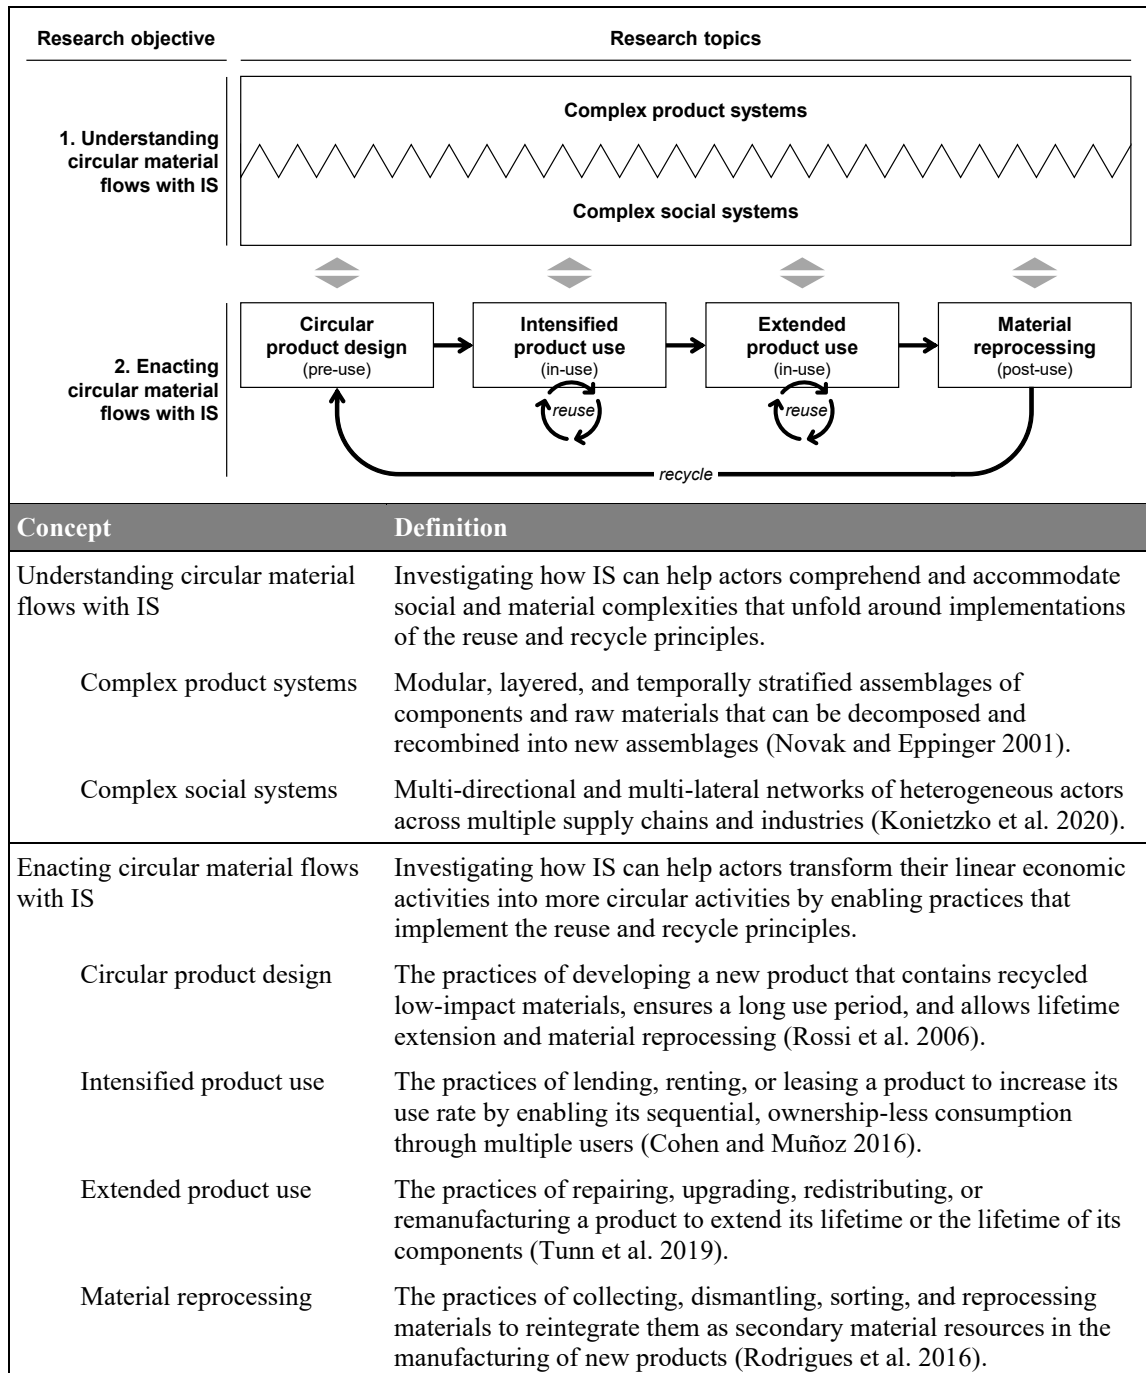 Research objective
Research topics
1. Understanding
circular material
flows with IS
Complex product systems
Complex social systems
2. Enacting
circular material
flows with IS
Circular
product design
(pre-use)
Intensified
product use
(in-use)
reuse
Extended
product use
(in-use)
reuse
Material
reprocessing
(post-use)
recycle
Concept
Definition
Understanding circular material
flows with IS
Investigating how IS can help actors comprehend and accommodate
social and material complexities that unfold around implementations
of the reuse and recycle principles.
Complex product systems
Modular, layered, and temporally stratified assemblages of
components and raw materials that can be decomposed and
recombined into new assemblages (Novak and Eppinger 2001).
Complex social systems
Multi-directional and multi-lateral networks of heterogeneous actors
across multiple supply chains and industries (Konietzko et al. 2020).
Enacting circular material flows
with IS
Investigating how IS can help actors transform their linear economic
activities into more circular activities by enabling practices that
implement the reuse and recycle principles.
Circular product design
The practices of developing a new product that contains recycled
low-impact materials, ensures a long use period, and allows lifetime
extension and material reprocessing (Rossi et al. 2006).
Intensified product use
The practices of lending, renting, or leasing a product to increase its
use rate by enabling its sequential, ownership-less consumption
through multiple users (Cohen and Muñoz 2016).
Extended product use
The practices of repairing, upgrading, redistributing, or
remanufacturing a product to extend its lifetime or the lifetime of its
components (Tunn et al. 2019).
Material reprocessing
The practices of collecting, dismantling, sorting, and reprocessing
materials to reintegrate them as secondary material resources in the
manufacturing of new products (Rodrigues et al. 2016).